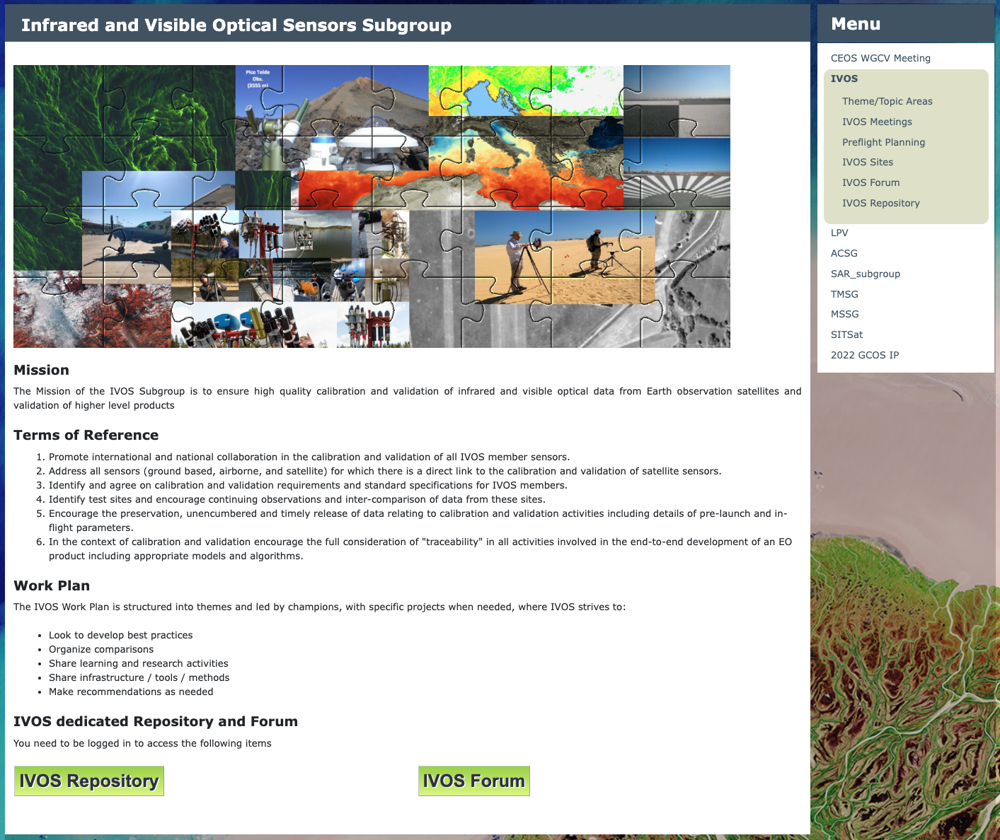 Infrared and Visible Optical Sensors Subgroup
Pico Teide
Obs.
(3555 m)
Mission
The Mission of the IVOS Subgroup is to ensure high quality calibration and validation of infrared and visible optical data from Earth observation satellites and
validation of higher level products
Terms of Reference
1. Promote international and national collaboration in the calibration and validation of all IVOS member sensors.
2. Address all sensors (ground based, airborne, and satellite) for which there is a direct link to the calibration and validation of satellite sensors.
3. Identify and agree on calibration and validation requirements and standard specifications for IVOS members.
4. Identify test sites and encourage continuing observations and inter-comparison of data from these sites.
5. Encourage the preservation, unencumbered and timely release of data relating to calibration and validation activities including details of pre-launch and in-
flight parameters.
6. In the context of calibration and validation encourage the full consideration of "traceability" in all activities involved in the end-to-end development of an EO
product including appropriate models and algorithms.
Work Plan
The IVOS Work Plan is structured into themes and led by champions, with specific projects when needed, where IVOS strives to:
• Look to develop best practices
• Organize comparisons
• Share learning and research activities
• Share infrastructure / tools / methods
• Make recommendations as needed
IVOS dedicated Repository and Forum
You need to be logged in to access the following items
IVOS Repository
IVOS Forum
Menu
CEOS WGCV Meeting
IVOS
Theme/Topic Areas
IVOS Meetings
Preflight Planning
IVOS Sites
IVOS Forum
IVOS Repository
LPV
ACSG
SAR_subgroup
TMSG
MSSG
SITSat
2022 GCOS IP